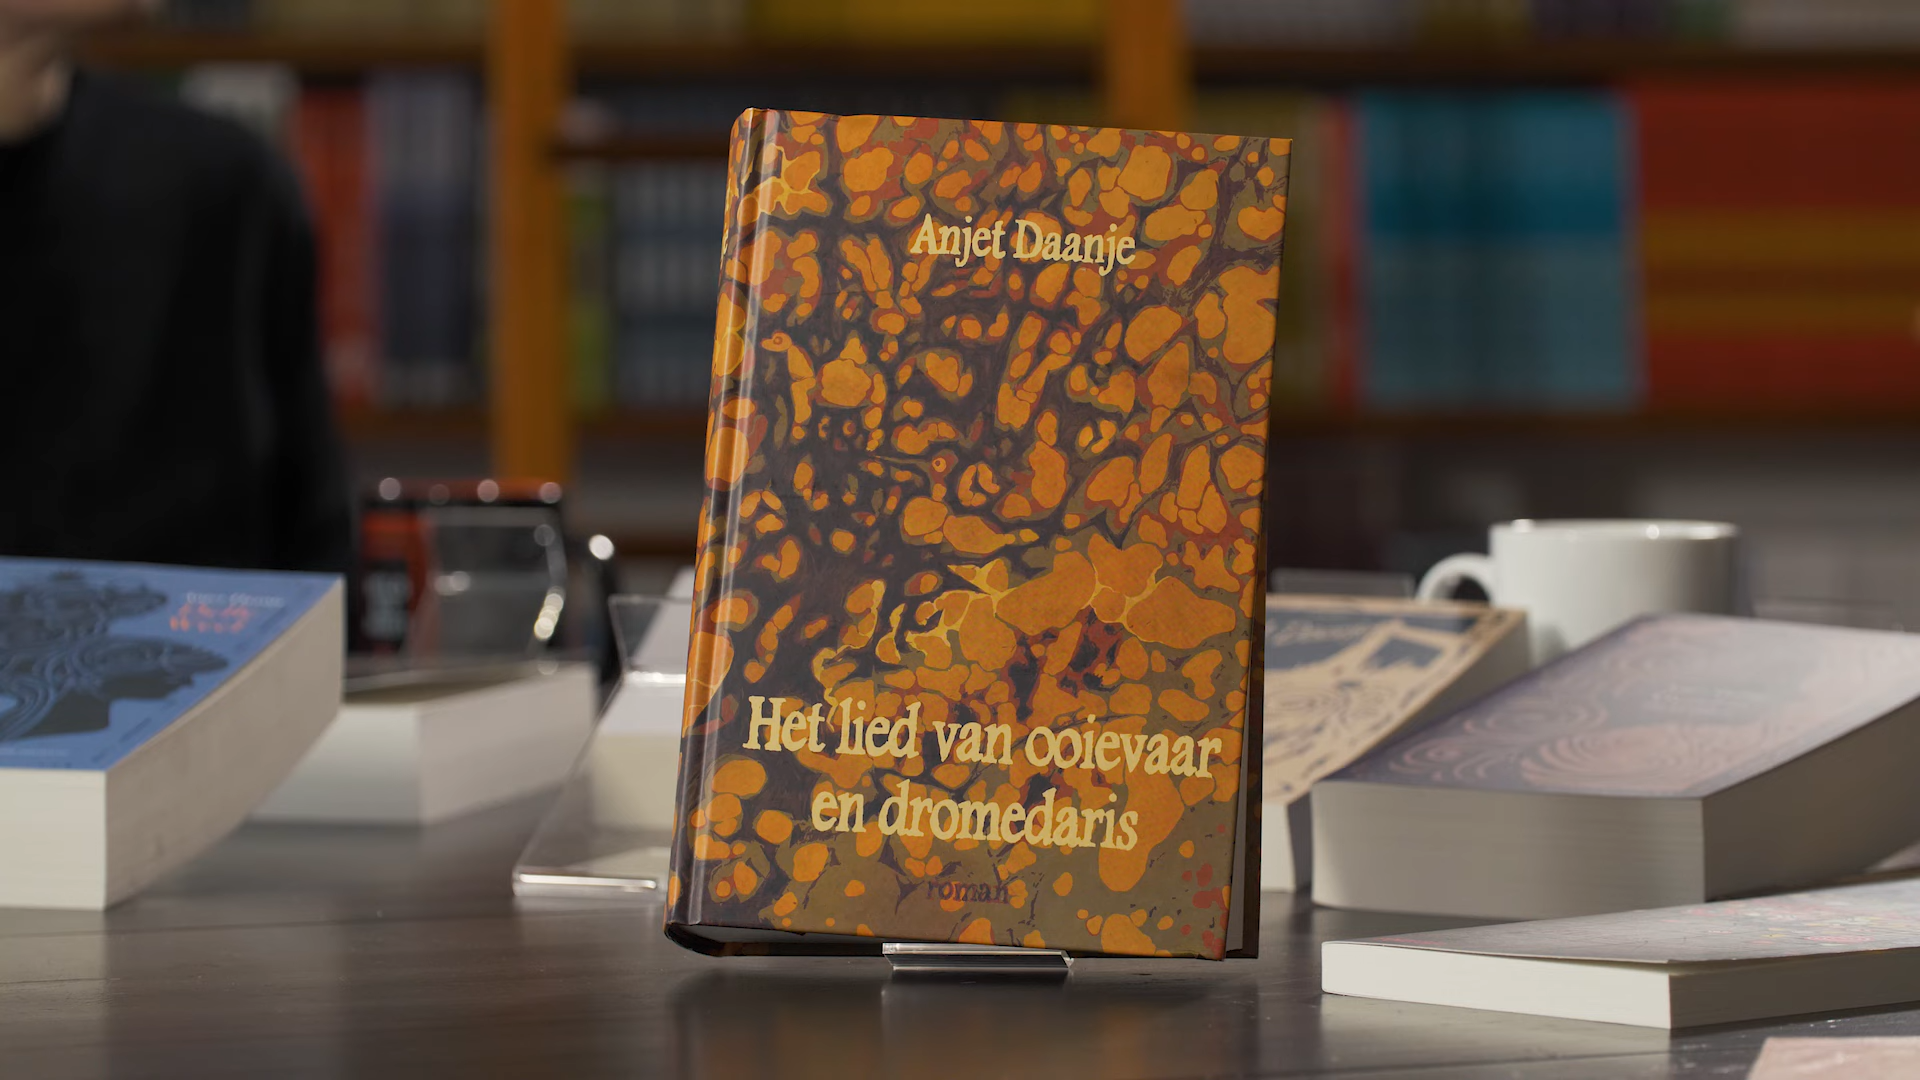 Anjet Daanje
Het lied van ooievaar
en dromedaris
roman